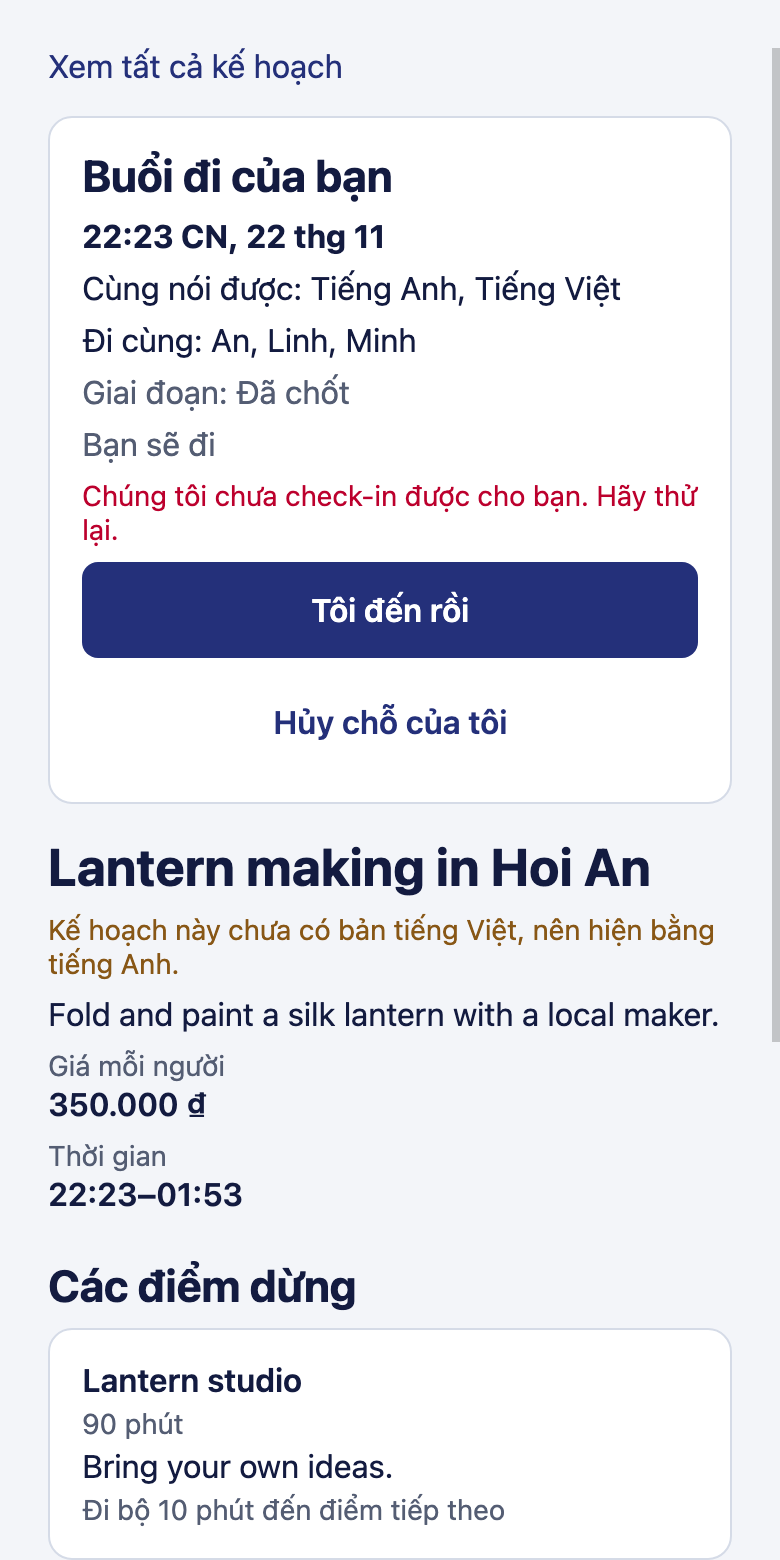 Xem tất cả kế hoạch
Buổi đi của bạn
22:23 CN, 22 thg 11
Cùng nói được: Tiếng Anh, Tiếng Việt
Đi cùng: An, Linh, Minh
Giai đoạn: Đã chốt
Bạn sẽ đi
Chúng tôi chưa check-in được cho bạn. Hãy thử
lại.
Tôi đến rồi
Hủy chỗ của tôi
Lantern making in Hoi An
Kế hoạch này chưa có bản tiếng Việt, nên hiện bằng
tiếng Anh.
Fold and paint a silk lantern with a local maker.
Giá mỗi người
350.000 ₫
Thời gian
22:23–01:53
Các điểm dừng
Lantern studio
90 phút
Bring your own ideas.
Đi bộ 10 phút đến điểm tiếp theo